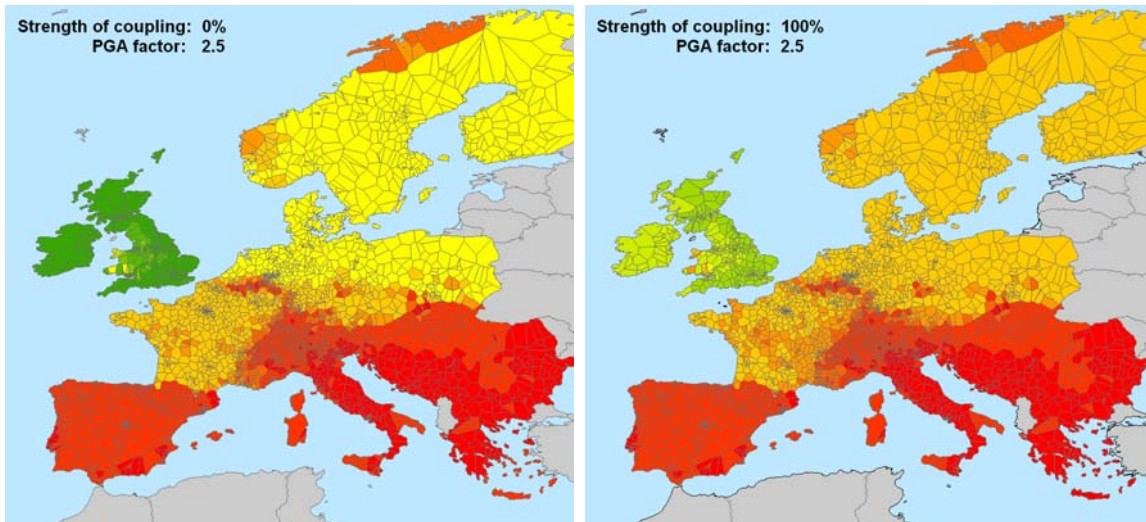 Strength of coupling: 0%
PGA factor: 2.5
Strength of coupling: 100%
PGA factor: 2.5